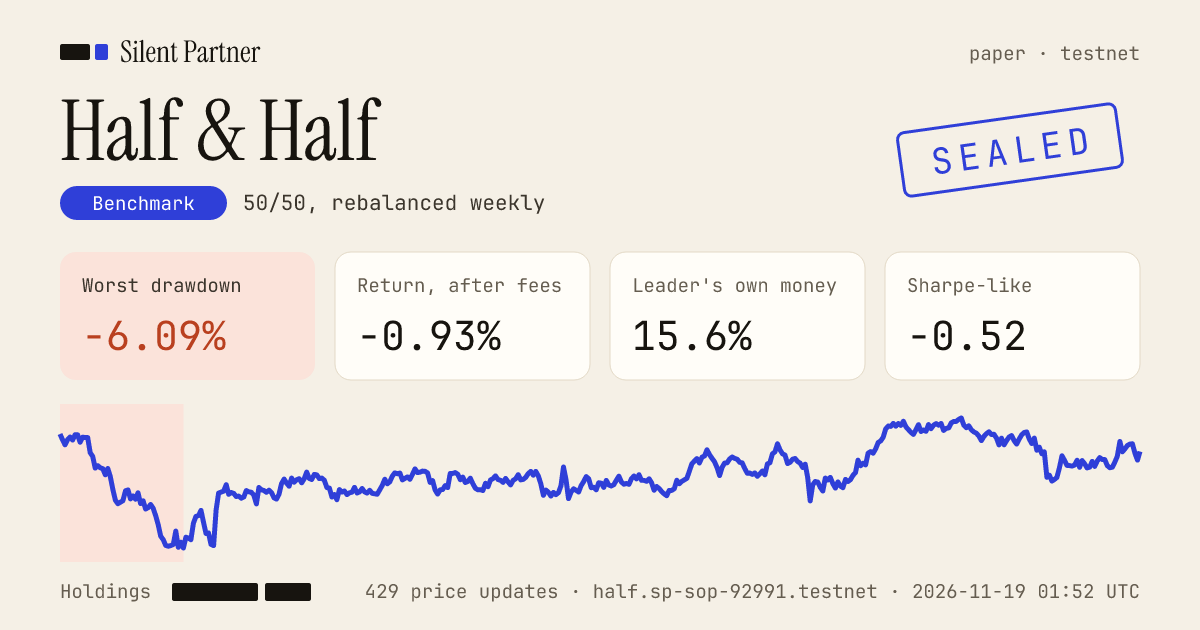 Silent Partner
paper · testnet
Half & Half
SEALED
Benchmark 50/50, rebalanced weekly
Worst drawdown
-6.09%
Return, after fees
-0.93%
Leader's own money
15.6%
Sharpe-like
-0.52
Holdings
429 price updates · half.sp-sop-92991.testnet · 2026-11-19 01:52 UTC